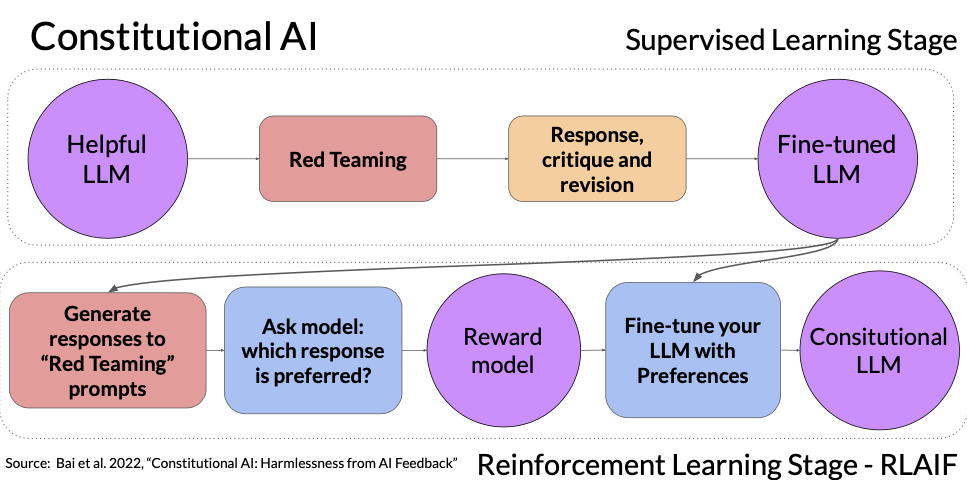 Constitutional AI
Supervised Learning Stage
Helpful
LLM
Red Teaming
Response,
critique and
revision
Fine-tuned
LLM
Generate
responses to
“Red Teaming”
prompts
Ask model:
which response
is preferred?
Reward
model
Fine-tune your
LLM with
Preferences
Consitutional
LLM
Source:  Bai et al. 2022, “Constitutional AI: Harmlessness from AI Feedback”
Reinforcement Learning Stage - RLAIF